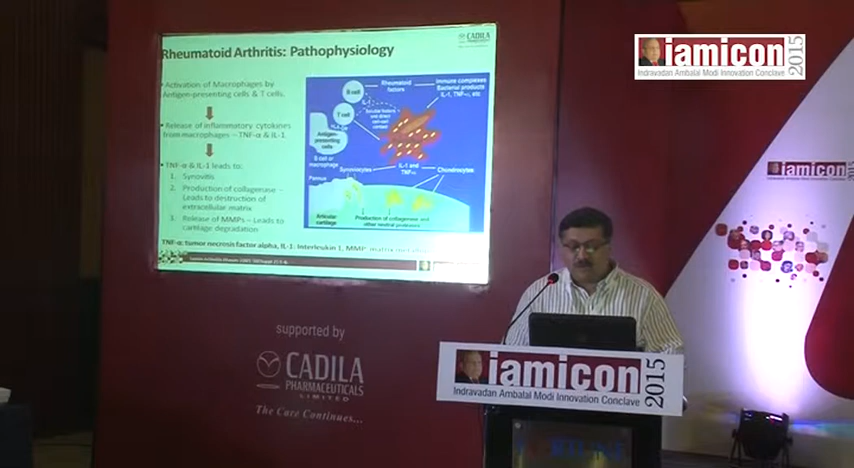 Rheumatoid Arthritis: Pathophysiology
CADILA
iamicon 2015
Indravadan Ambalal Modi Innovation Conclave
• Activation of Macrophages by
Antigen-presenting cells & T cells.
• Release of inflammatory cytokines
from macrophages – TNF-α & IL-1.
• TNF-α & IL-1 leads to:
1. Synovitis
2. Production of collagenase –
Leads to destruction of
extracellular matrix
3. Release of MMPs – Leads to
cartilage degradation
B cell
Rheumatoid
factors
Immune complexes
Bacterial products
IL-1, TNF-α, etc
T cell
Antigen-
presenting
cells
B cell or
macrophage
Synoviocytes
IL-1 and
TNF-α
Chondrocytes
Pannus
Articular
cartilage
Production of collagenase and
other neutral proteases
TNF-α: tumor necrosis factor alpha, IL-1: Interleukin 1, MMP:
iamicon
supported by
CADILA
PHARMACEUTICALS
LIMITED
The Care Continues...
iamicon 2015
Indravadan Ambalal Modi Innovation Conclave